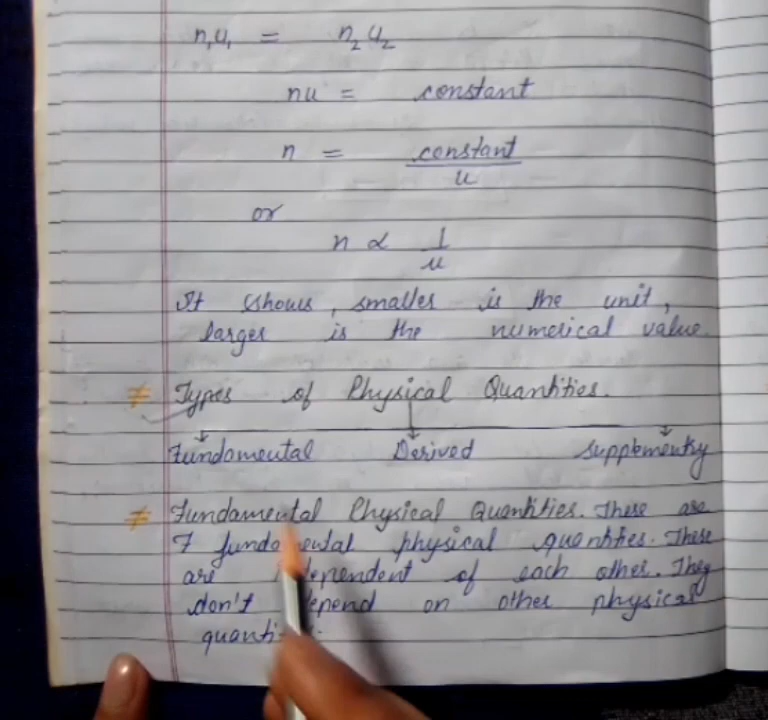 n₁u₁ = n₂u₂
nu = constant
n = constant
u
or
n ∝ 1
u
It shows, smaller is the unit,
larger is the numerical value.
Types of Physical Quantities.
Fundamental Derived Supplementry
Fundamental Physical Quantities. These are
7 fundamental physical quantities. These
are of each other. They
don't on other physical